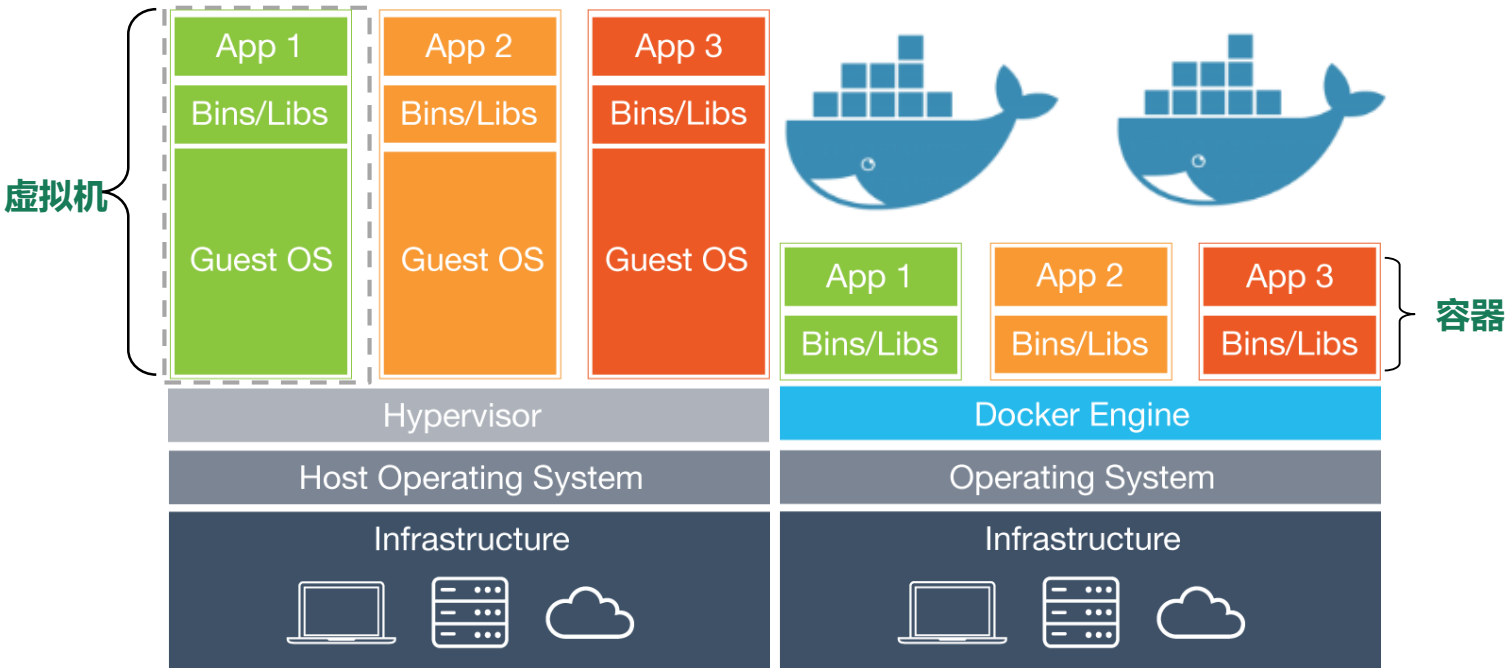 虚拟机
App 1
Bins/Libs
Guest OS
App 2
Bins/Libs
Guest OS
App 3
Bins/Libs
Guest OS
Hypervisor
Host Operating System
Infrastructure
App 1
Bins/Libs
App 2
Bins/Libs
App 3
Bins/Libs
容器
Docker Engine
Operating System
Infrastructure